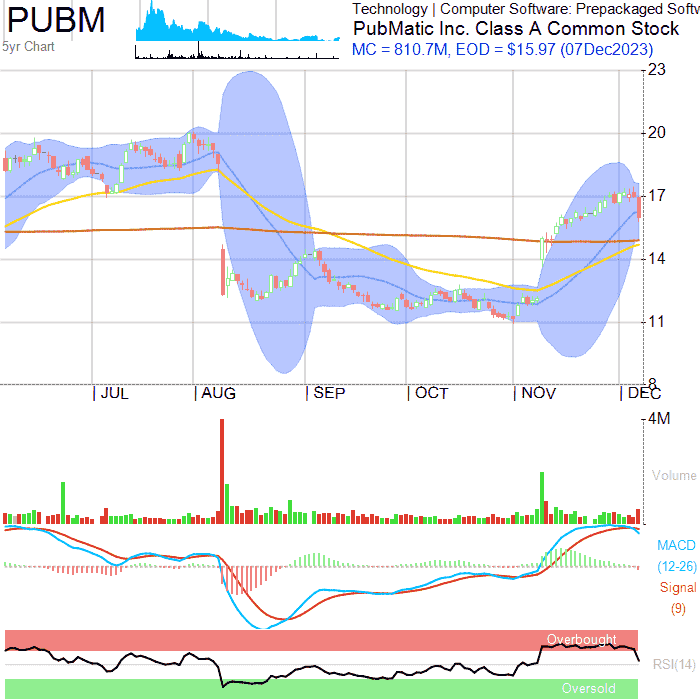 PUBM
5yr Chart
Technology | Computer Software: Prepackaged Softw
PubMatic Inc. Class A Common Stock
MC = 810.7M, EOD = $15.97 (07Dec2023)
23
20
17
14
11
8
JUL AUG SEP OCT NOV DEC
4M
Volume
MACD
(12-26)
Signal
(9)
Overbought
RSI(14)
Oversold